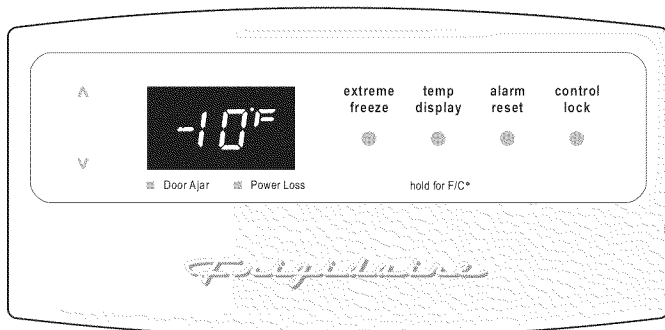 extreme freeze
temp display
alarm reset
control lock
-10°F
Door Ajar
Power Loss
hold for F/C°
Frigidaire